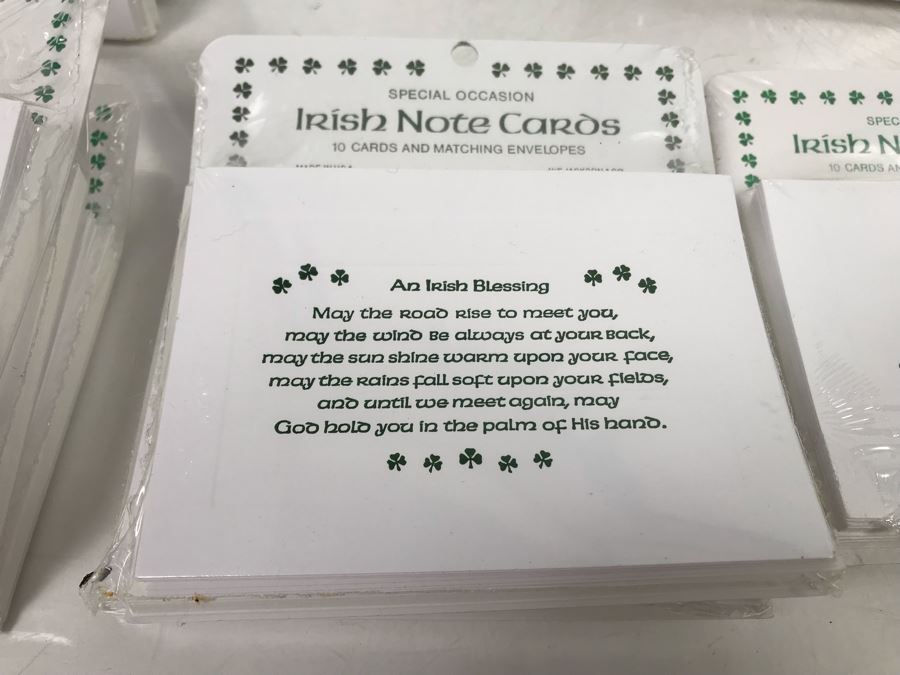 SPECIAL OCCASION
Irish Note Cards
10 CARDS AND MATCHING ENVELOPES
MADE IN U.S.A.
An Irish Blessing
May the road rise to meet you,
may the wind be always at your back,
may the sun shine warm upon your face,
may the rains fall soft upon your fields,
and until we meet again, may
God hold you in the palm of His hand.
SPEC
Irish N
10 CARDS AN